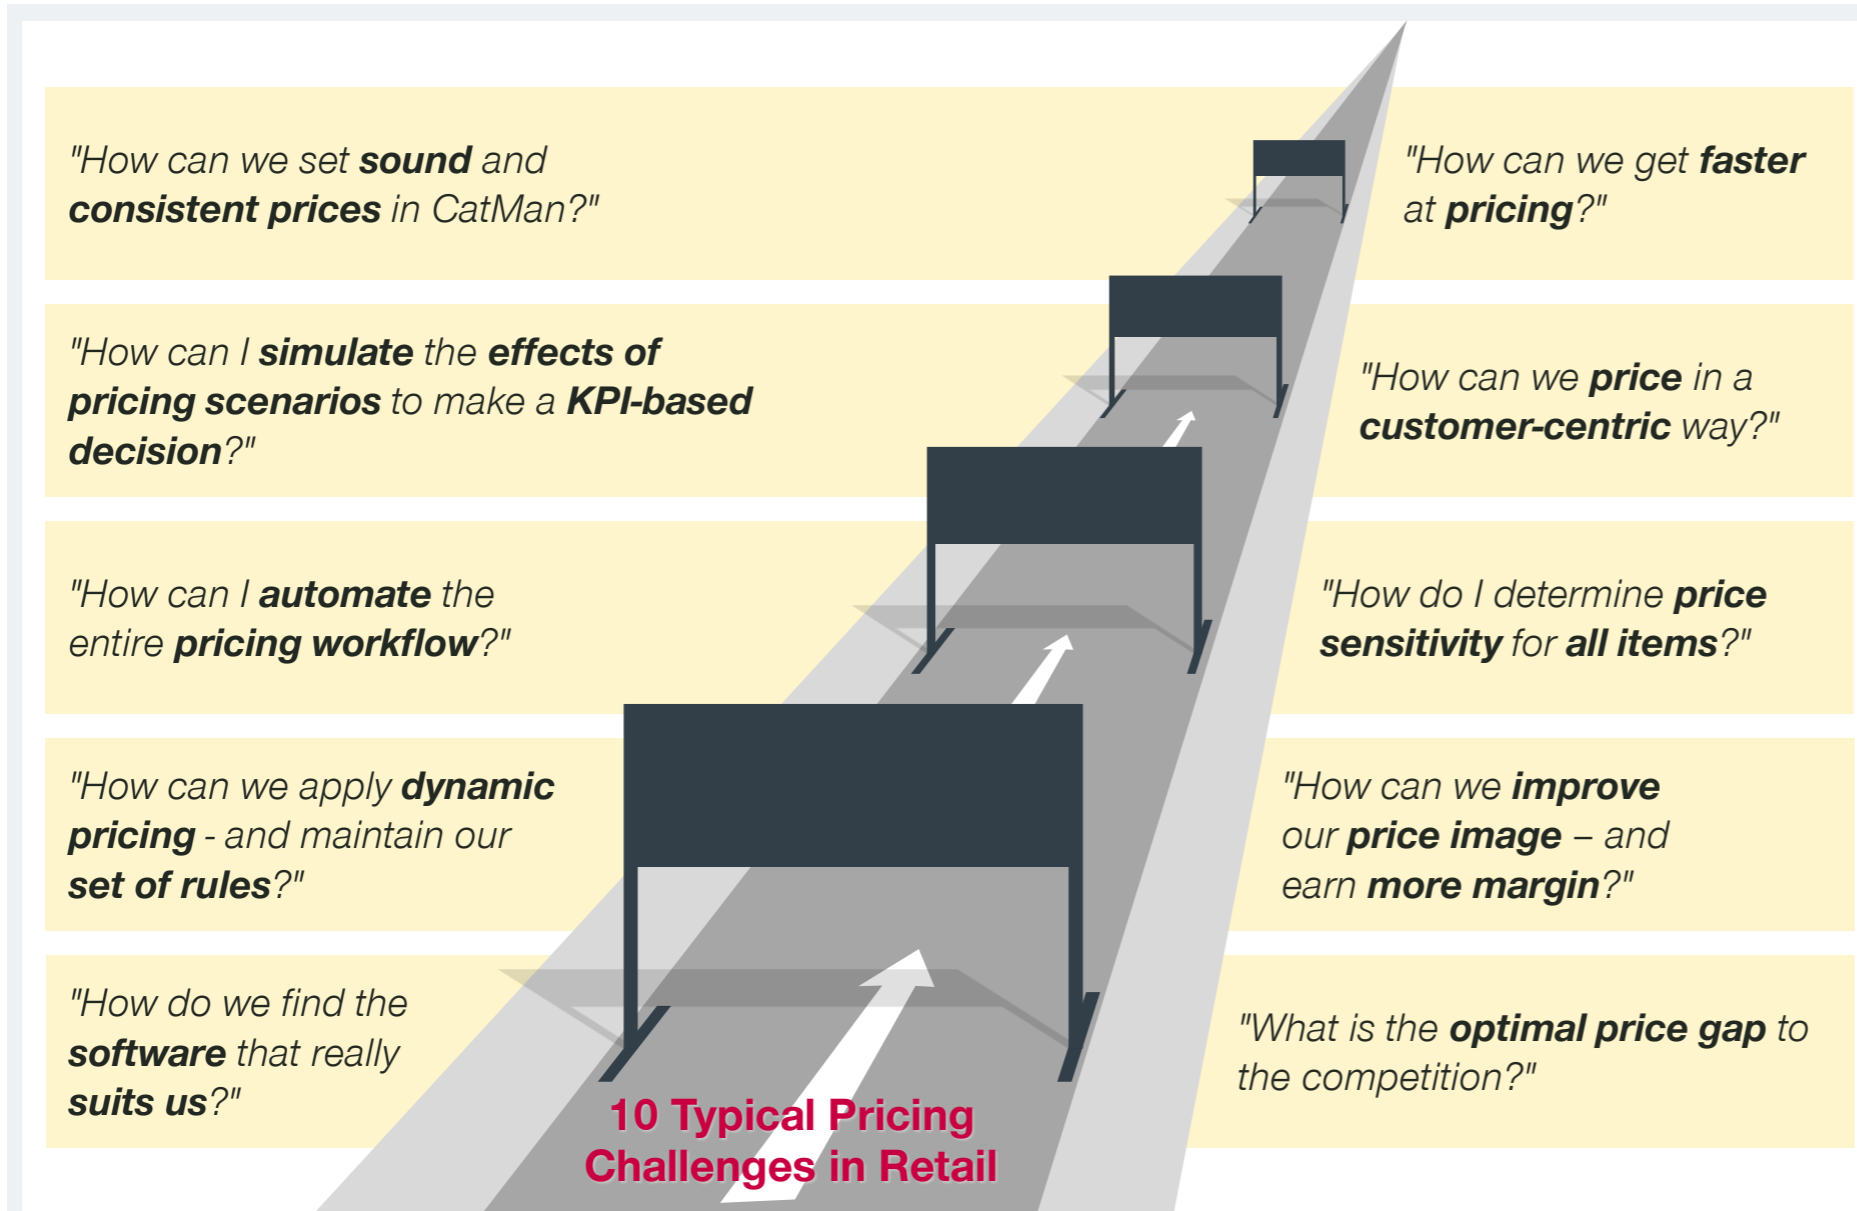 "How can we set sound and
consistent prices in CatMan?"
"How can I simulate the effects of
pricing scenarios to make a KPI-based
decision?"
"How can I automate the
entire pricing workflow?"
"How can we apply dynamic
pricing - and maintain our
set of rules?"
"How do we find the
software that really
suits us?"
"How can we get faster
at pricing?"
"How can we price in a
customer-centric way?"
"How do I determine price
sensitivity for all items?"
"How can we improve
our price image – and
earn more margin?"
"What is the optimal price gap to
the competition?"
10 Typical Pricing
Challenges in Retail